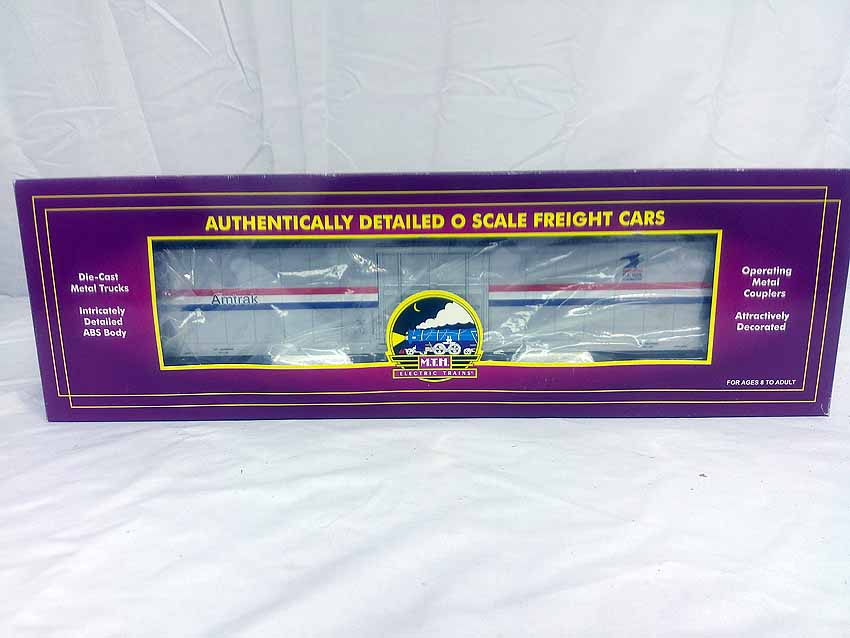 AUTHENTICALLY DETAILED O SCALE FREIGHT CARS
Die-Cast
Metal Trucks
Intricately
Detailed
ABS Body
Amtrak
Operating
Metal
Couplers
Attractively
Decorated
M.T.H
ELECTRIC TRAINS
FOR AGES 8 TO ADULT